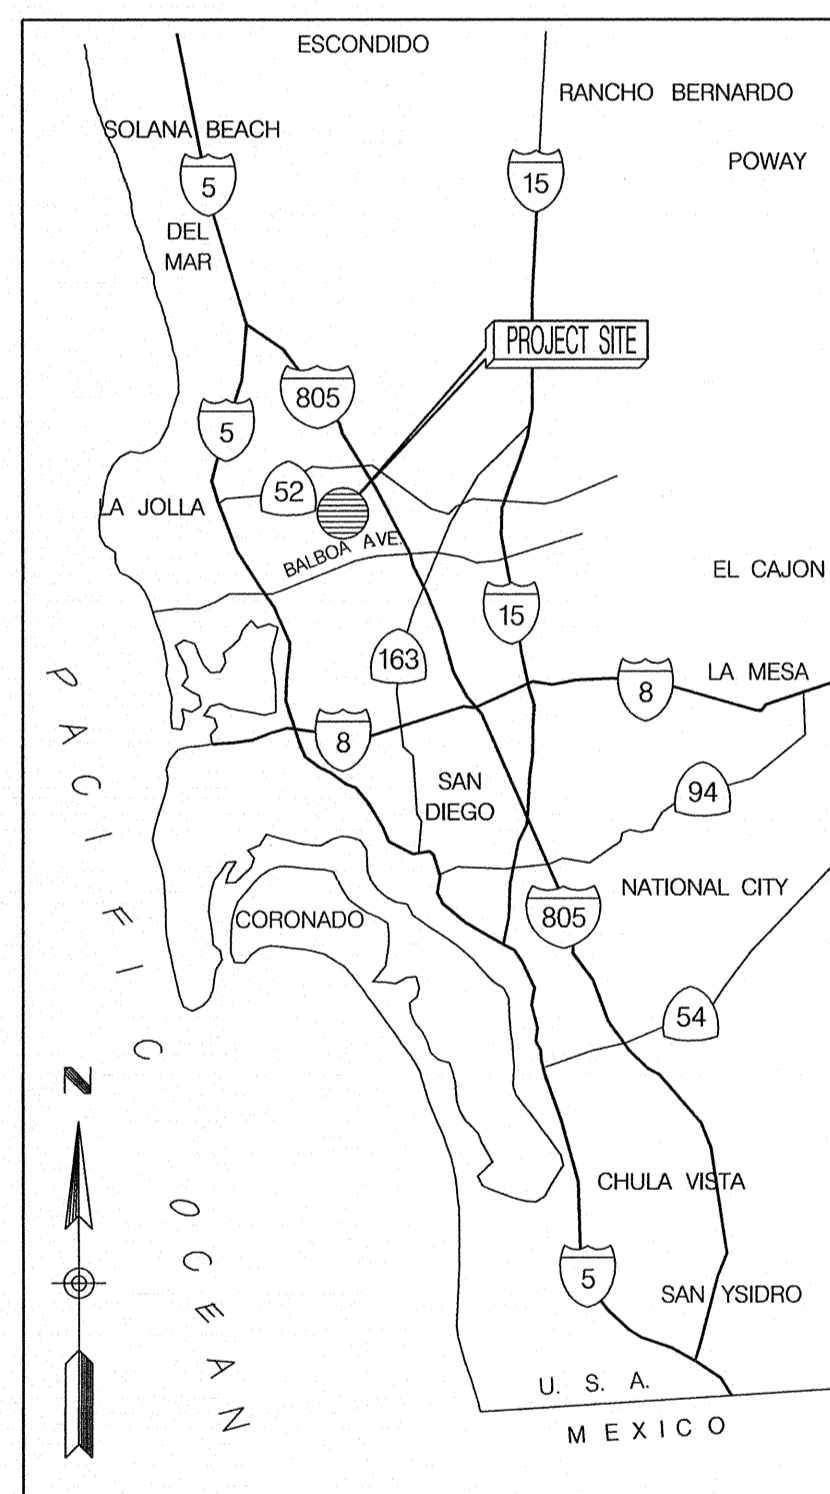 ESCONDIDO
RANCHO BERNARDO
SOLANA BEACH
POWAY
5
15
DEL
MAR
PROJECT SITE
805
5
52
LA JOLLA
BALBOA AVE.
EL CAJON
15
163
LA MESA
8
8
PACIFIC
SAN
DIEGO
94
NATIONAL CITY
805
CORONADO
54
N
CHULA VISTA
OCEAN
5
SAN YSIDRO
U. S. A.
MEXICO